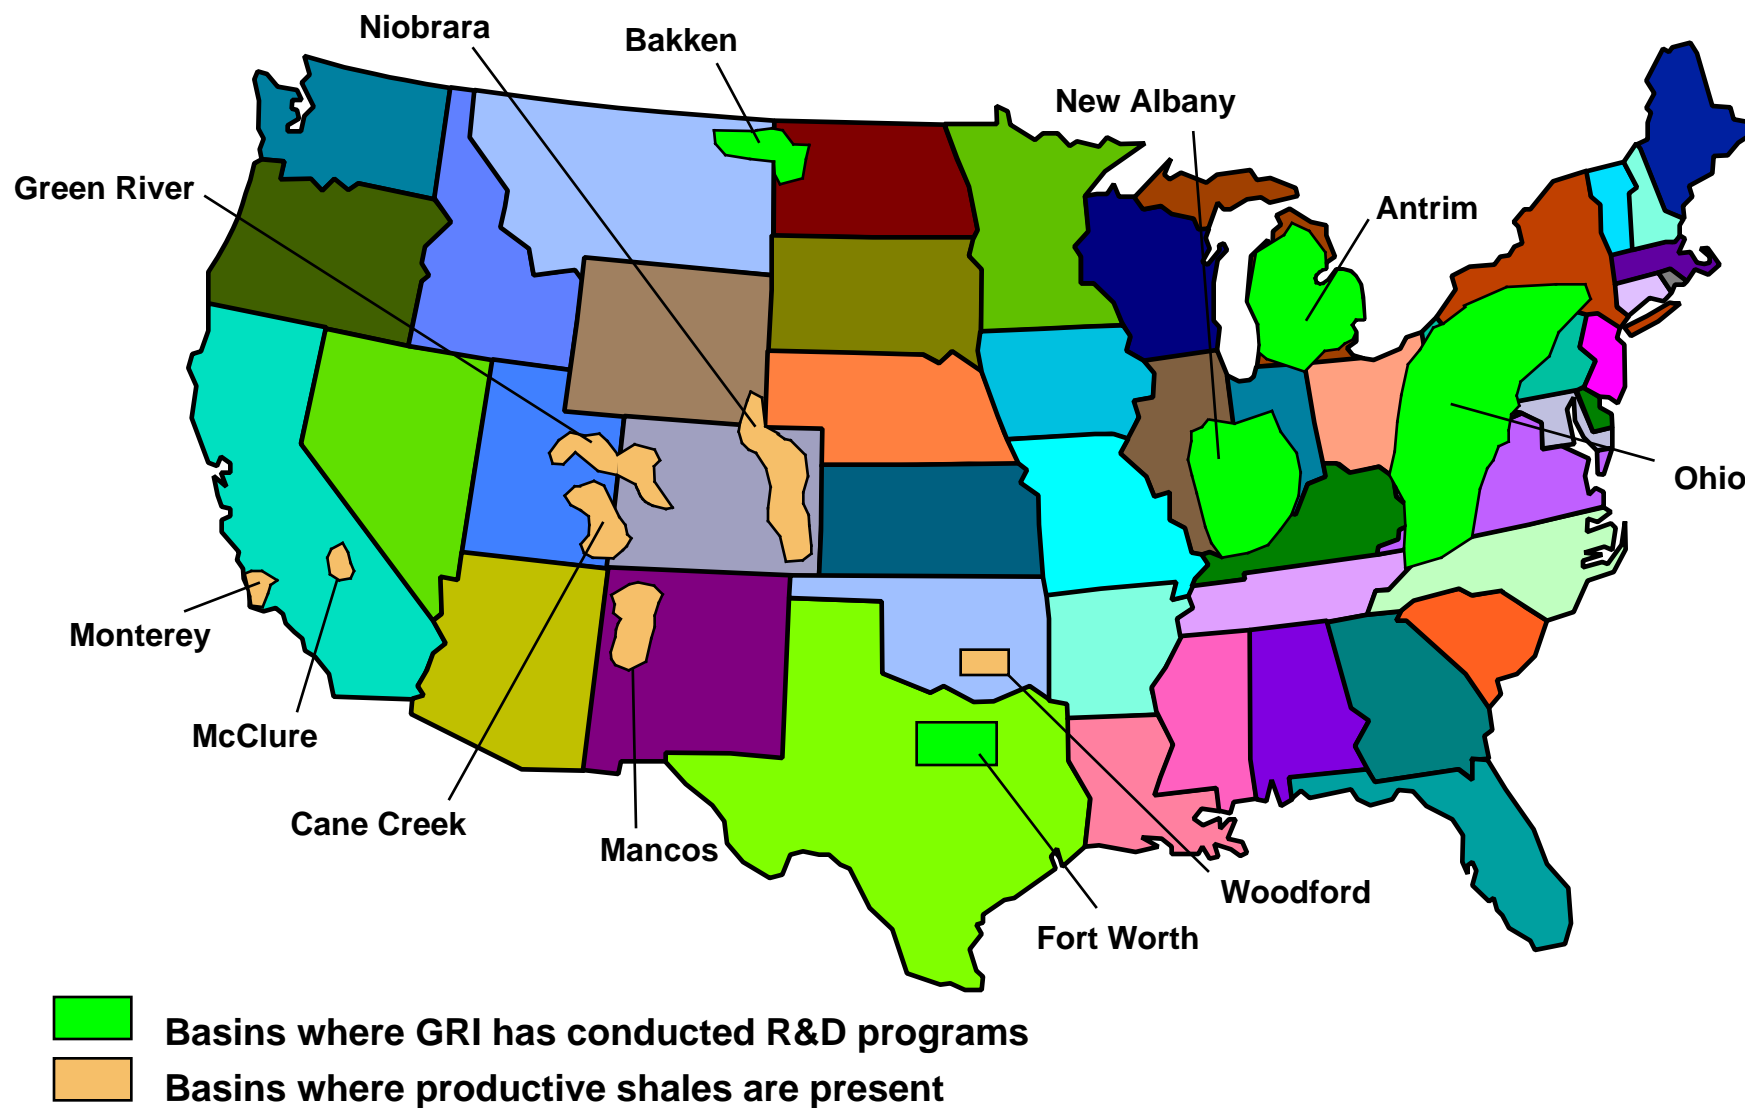 Niobrara
Bakken
New Albany
Green River
Antrim
Ohio
Monterey
McClure
Cane Creek
Mancos
Woodford
Fort Worth
Basins where GRI has conducted R&D programs
Basins where productive shales are present